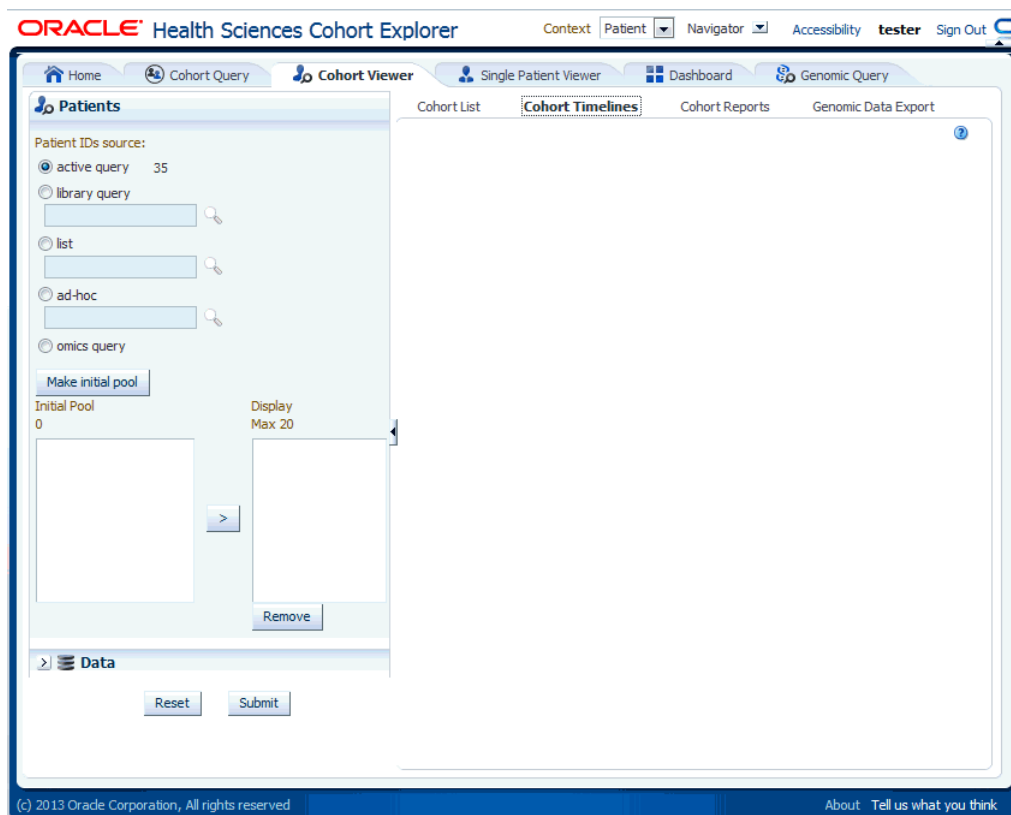 ORACLE Health Sciences Cohort Explorer Context Patient Navigator Accessibility tester Sign Out
Home Cohort Query Cohort Viewer Single Patient Viewer Dashboard Genomic Query
Patients Cohort List Cohort Timelines Cohort Reports Genomic Data Export
?
Patient IDs source:
active query 35
library query
list
ad-hoc
omics query
Make initial pool
Initial Pool Display
0 Max 20
>
Remove
Data
Reset Submit
(c) 2013 Oracle Corporation, All rights reserved About Tell us what you think